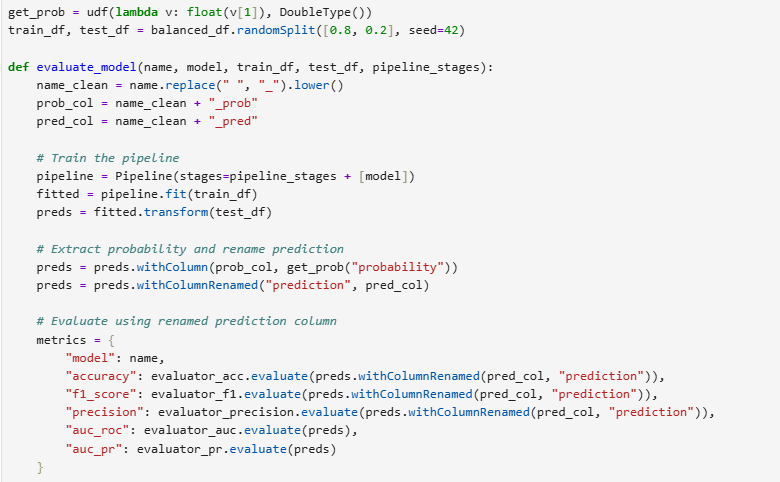 get_prob = udf(lambda v: float(v[1]), DoubleType())
train_df, test_df = balanced_df.randomSplit([0.8, 0.2], seed=42)

def evaluate_model(name, model, train_df, test_df, pipeline_stages):
    name_clean = name.replace(" ", "_").lower()
    prob_col = name_clean + "_prob"
    pred_col = name_clean + "_pred"

    # Train the pipeline
    pipeline = Pipeline(stages=pipeline_stages + [model])
    fitted = pipeline.fit(train_df)
    preds = fitted.transform(test_df)

    # Extract probability and rename prediction
    preds = preds.withColumn(prob_col, get_prob("probability"))
    preds = preds.withColumnRenamed("prediction", pred_col)

    # Evaluate using renamed prediction column
    metrics = {
        "model": name,
        "accuracy": evaluator_acc.evaluate(preds.withColumnRenamed(pred_col, "prediction")),
        "f1_score": evaluator_f1.evaluate(preds.withColumnRenamed(pred_col, "prediction")),
        "precision": evaluator_precision.evaluate(preds.withColumnRenamed(pred_col, "prediction")),
        "auc_roc": evaluator_auc.evaluate(preds),
        "auc_pr": evaluator_pr.evaluate(preds)
    }